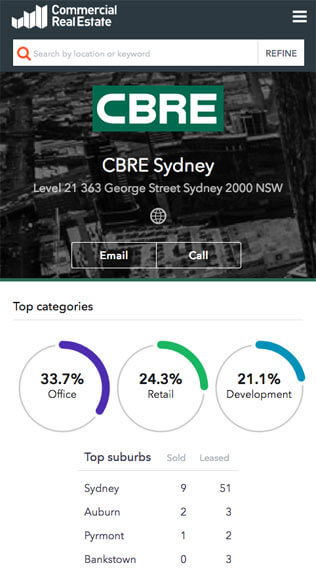 Commercial
Real Estate
Search by location or keyword
REFINE
CBRE
CBRE Sydney
Level 21 363 George Street Sydney 2000 NSW
Email Call
Top categories
33.7% 24.3% 21.1%
Office Retail Development
Top suburbs Sold Leased
Sydney 9 51
Auburn 2 3
Pyrmont 1 2
Bankstown 0 3